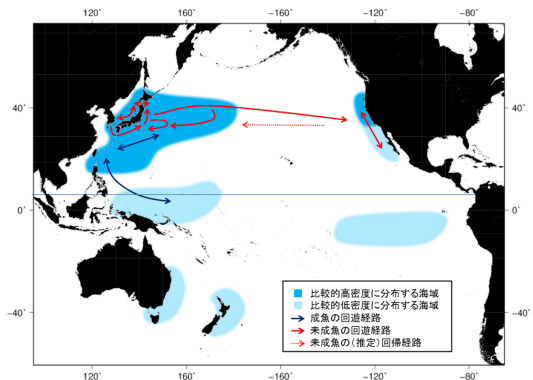 120° 160° -160° -120° -80°
40° 40°
0° 0°
-40° -40°
比較的高密度に分布する海域
比較的低密度に分布する海域
成魚の回遊経路
未成魚の回遊経路
未成魚の(推定)回帰経路
120° 160° -160° -120° -80°